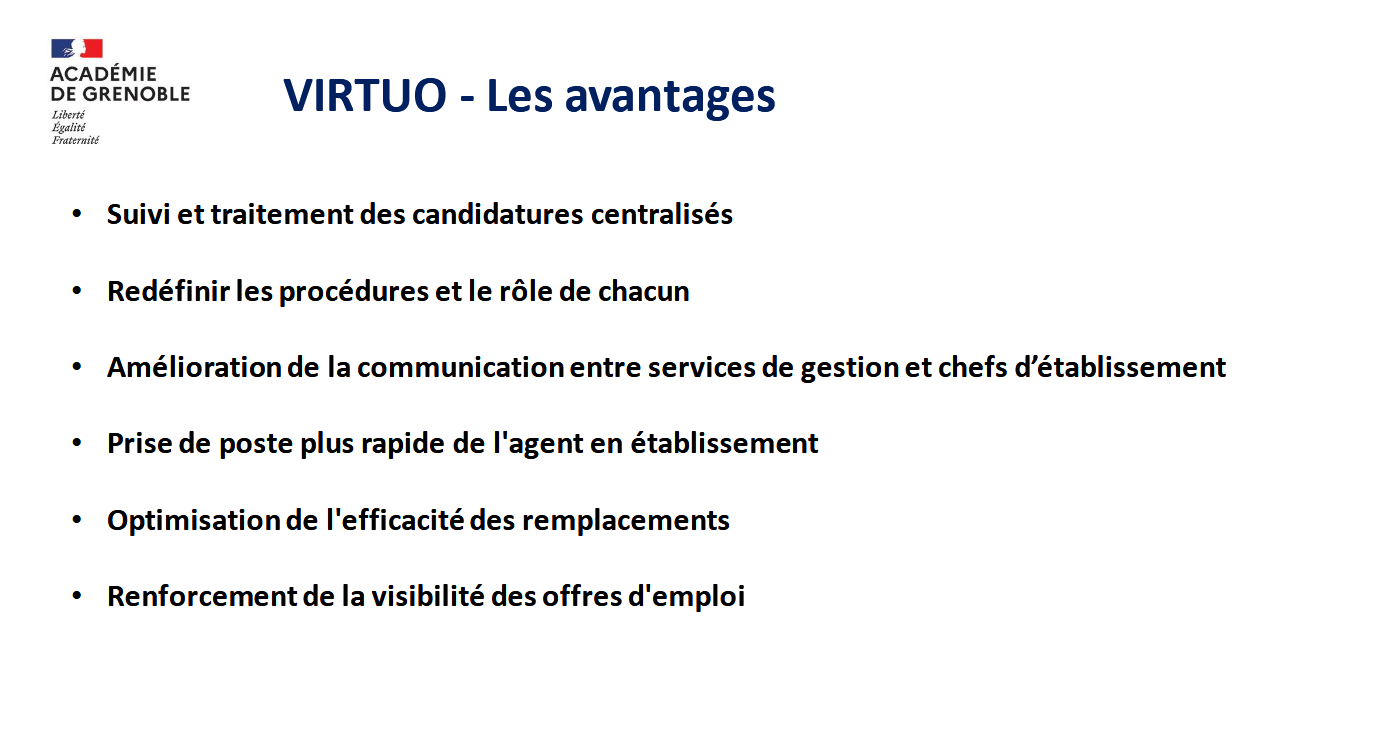 ACADÉMIE
DE GRENOBLE
Liberté
Égalité
Fraternité
VIRTUO - Les avantages
• Suivi et traitement des candidatures centralisés
• Redéfinir les procédures et le rôle de chacun
• Amélioration de la communication entre services de gestion et chefs d’établissement
• Prise de poste plus rapide de l'agent en établissement
• Optimisation de l'efficacité des remplacements
• Renforcement de la visibilité des offres d'emploi